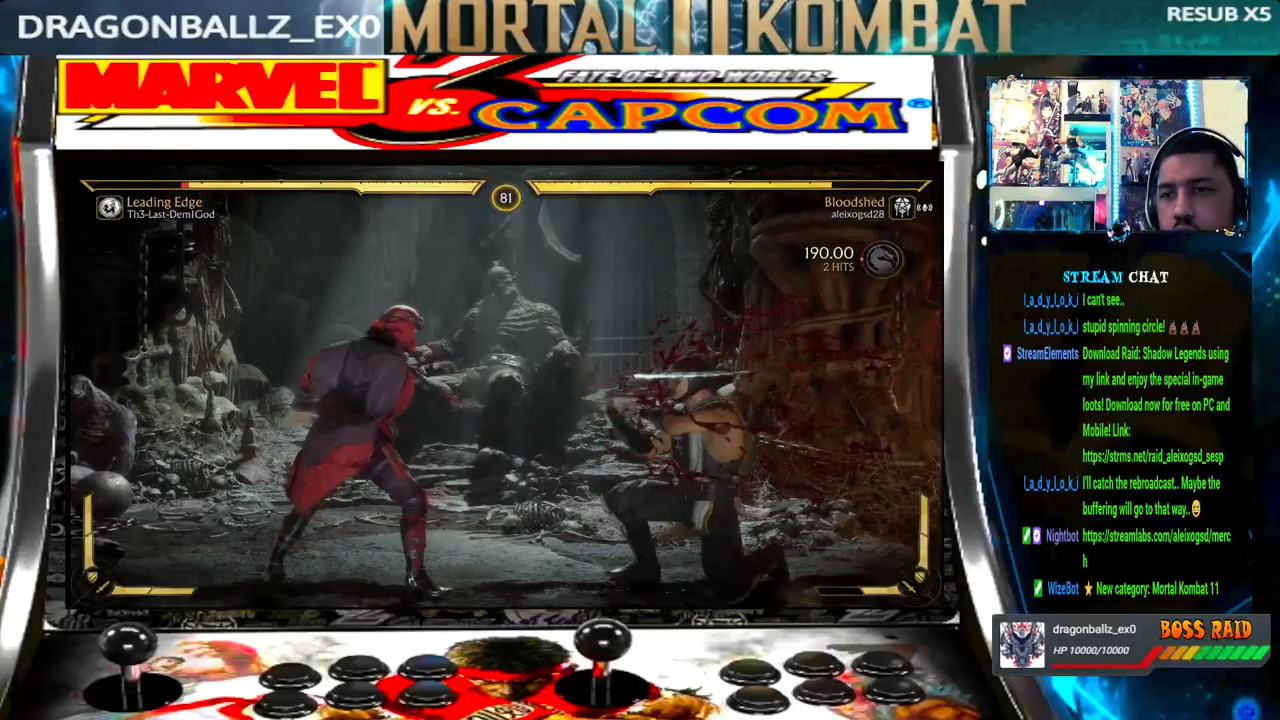 DRAGONBALLZ_EX0
MORTAL KOMBAT
RESUB X5
MARVEL VS. CAPCOM®
FATE OF TWO WORLDS
81
Leading Edge
Th3-Last-Dem1God
Bloodshed
aleixogsd28
190.00
2 HITS
STREAM CHAT
l_a_d_y_l_o_k_i I can't see..
l_a_d_y_l_o_k_i stupid spinning circle!
StreamElements Download Raid: Shadow Legends using
my link and enjoy the special in-game
loots! Download now for free on PC and
Mobile! Link:
https://strms.net/raid_aleixogsd_sesp
l_a_d_y_l_o_k_i I'll catch the rebroadcast.. Maybe the
buffering will go to that way..
Nightbot https://streamlabs.com/aleixogsd/merc
h
WizeBot New category: Mortal Kombat 11
dragonballz_ex0
BOSS RAID
HP 10000/10000